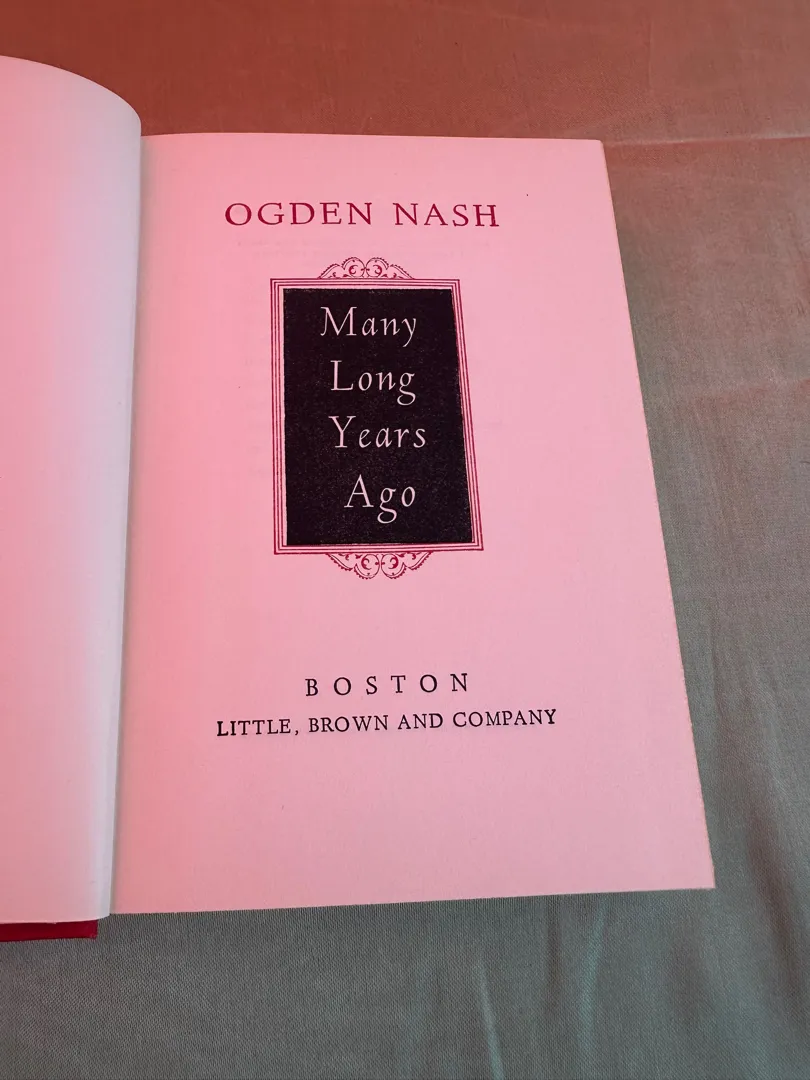 OGDEN NASH
Many
Long
Years
Ago
BOSTON
LITTLE, BROWN AND COMPANY